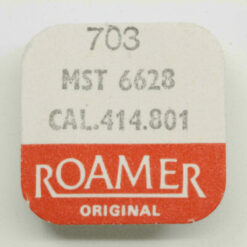 703
MST 6628
CAL.414.801
ROAMER
ORIGINAL